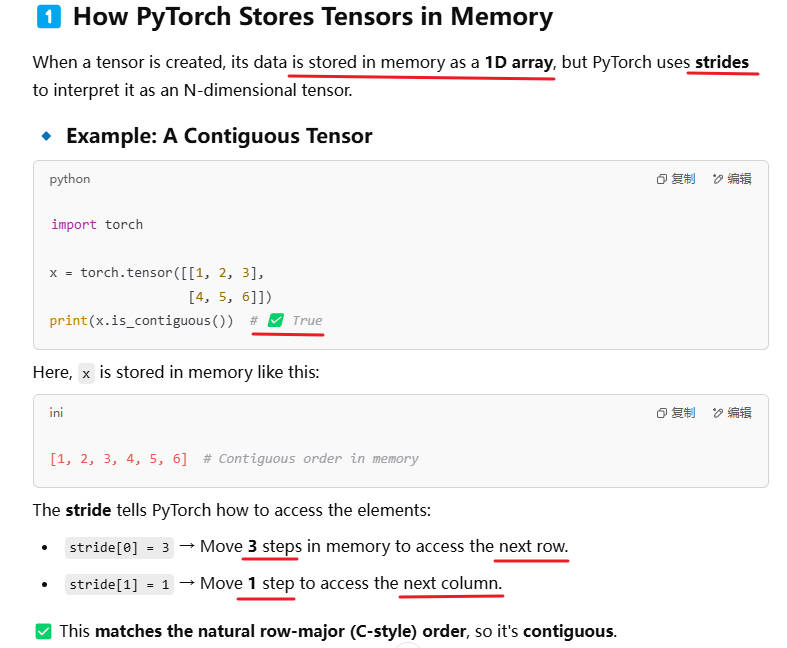 1 How PyTorch Stores Tensors in Memory
When a tensor is created, its data is stored in memory as a 1D array, but PyTorch uses strides
to interpret it as an N-dimensional tensor.
Example: A Contiguous Tensor
python 复制 编辑
import torch
x = torch.tensor([[1, 2, 3],
[4, 5, 6]])
print(x.is_contiguous()) # ✅ True
Here, x is stored in memory like this:
ini 复制 编辑
[1, 2, 3, 4, 5, 6] # Contiguous order in memory
The stride tells PyTorch how to access the elements:
• stride[0] = 3 → Move 3 steps in memory to access the next row.
• stride[1] = 1 → Move 1 step to access the next column.
✅ This matches the natural row-major (C-style) order, so it's contiguous.